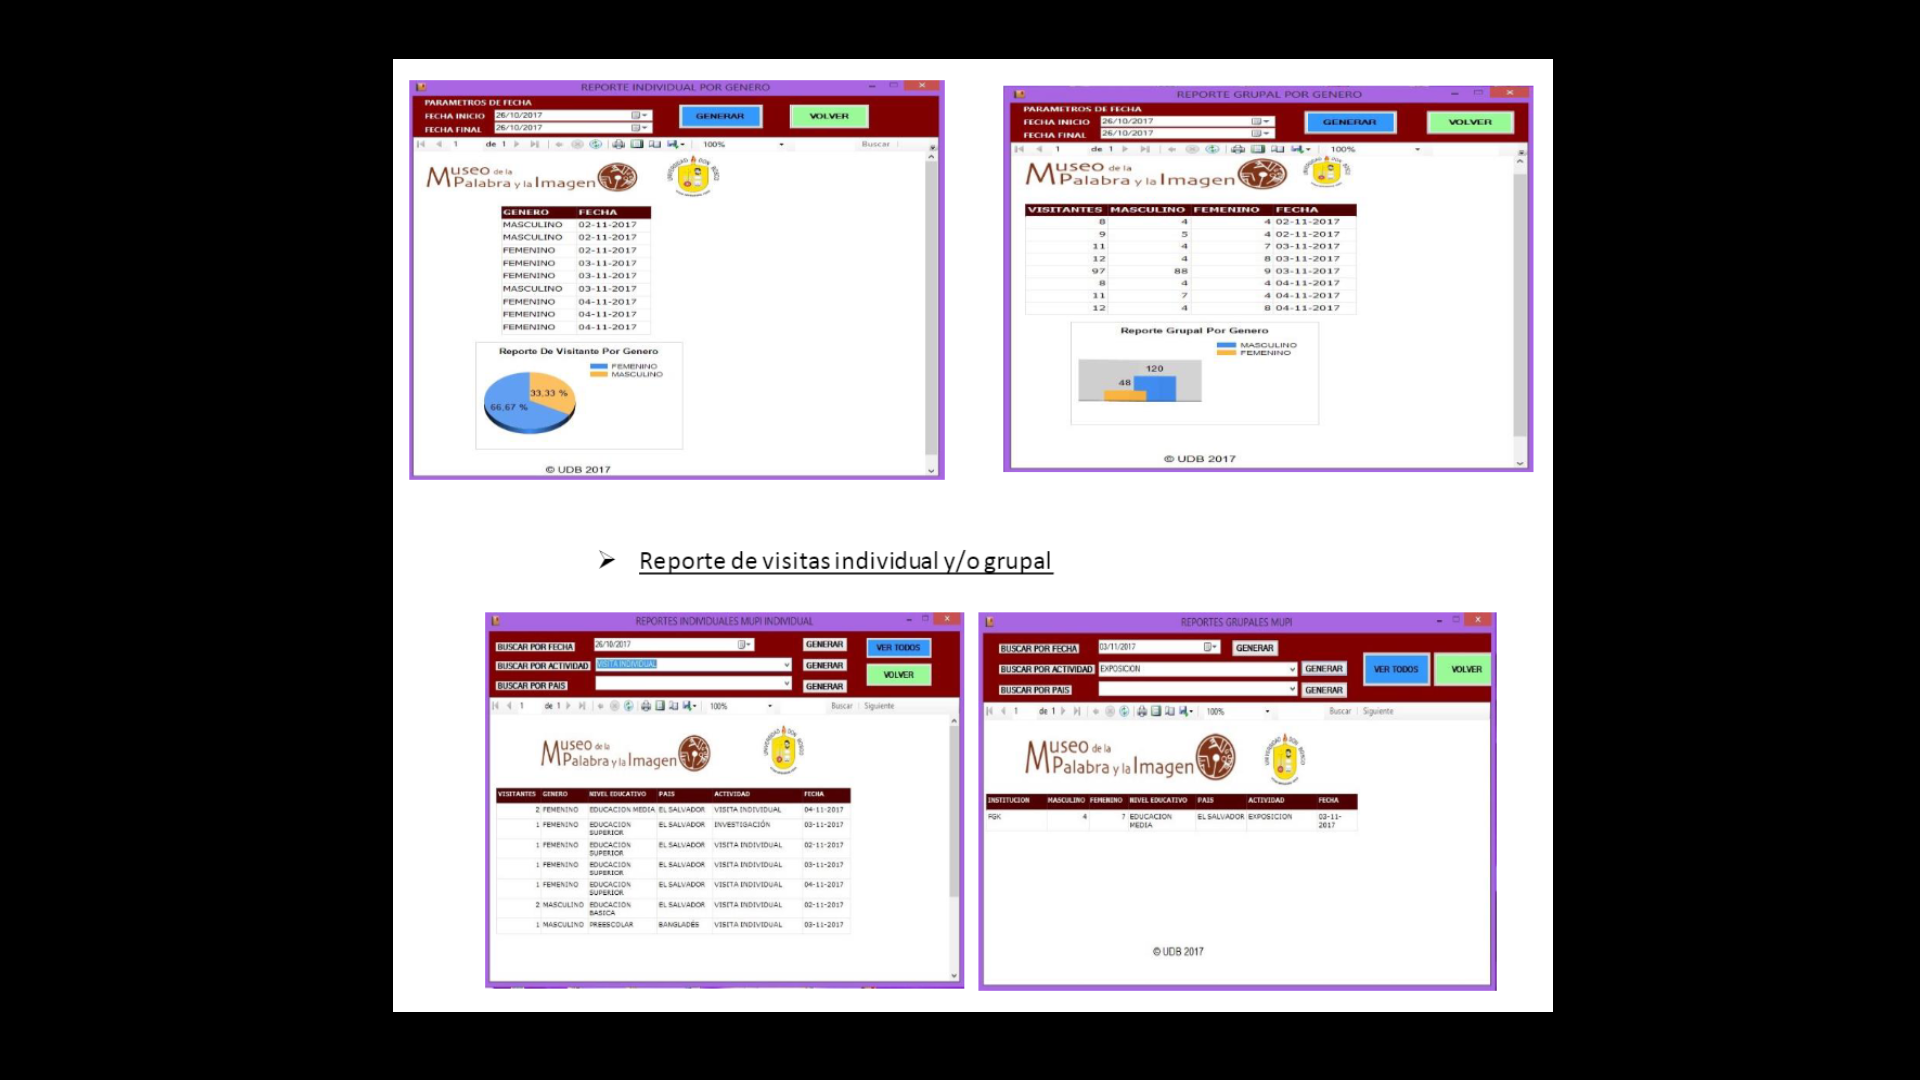 REPORTE INDIVIDUAL POR GENERO
PARAMETROS DE FECHA
FECHA INICIO 26/10/2017
FECHA FINAL 26/10/2017
GENERAR
VOLVER
1 de 1 100% Buscar
Museo de la
Palabra y la Imagen
UNIVERSIDAD DON BOSCO
GENERO FECHA
MASCULINO 02-11-2017
MASCULINO 02-11-2017
FEMENINO 02-11-2017
FEMENINO 03-11-2017
FEMENINO 03-11-2017
MASCULINO 03-11-2017
FEMENINO 04-11-2017
FEMENINO 04-11-2017
FEMENINO 04-11-2017
Reporte De Visitante Por Genero
FEMENINO
MASCULINO
33,33 %
66,67 %
© UDB 2017
REPORTE GRUPAL POR GENERO
PARAMETROS DE FECHA
FECHA INICIO 26/10/2017
FECHA FINAL 26/10/2017
GENERAR
VOLVER
1 de 1 100%
Museo de la
Palabra y la Imagen
VISITANTES MASCULINO FEMENINO FECHA
8 4 4 02-11-2017
9 5 4 02-11-2017
11 4 7 03-11-2017
12 4 8 03-11-2017
97 88 9 03-11-2017
8 4 4 04-11-2017
11 7 4 04-11-2017
12 4 8 04-11-2017
Reporte Grupal Por Genero
MASCULINO
FEMENINO
120
48
© UDB 2017
➢ Reporte de visitas individual y/o grupal
REPORTES INDIVIDUALES MUPI INDIVIDUAL
BUSCAR POR FECHA 26/10/2017 GENERAR
BUSCAR POR ACTIVIDAD VISITA INDIVIDUAL GENERAR
BUSCAR POR PAIS GENERAR
VER TODOS
VOLVER
1 de 1 100% Buscar Siguiente
Museo de la
Palabra y la Imagen
UNIVERSIDAD DON BOSCO
VISITANTES GENERO NIVEL EDUCATIVO PAIS ACTIVIDAD FECHA
2 FEMENINO EDUCACION MEDIA EL SALVADOR VISITA INDIVIDUAL 04-11-2017
1 FEMENINO EDUCACION SUPERIOR EL SALVADOR INVESTIGACIÓN 03-11-2017
1 FEMENINO EDUCACION SUPERIOR EL SALVADOR VISITA INDIVIDUAL 02-11-2017
1 FEMENINO EDUCACION SUPERIOR EL SALVADOR VISITA INDIVIDUAL 03-11-2017
1 FEMENINO EDUCACION SUPERIOR EL SALVADOR VISITA INDIVIDUAL 04-11-2017
2 MASCULINO EDUCACION BASICA EL SALVADOR VISITA INDIVIDUAL 02-11-2017
1 MASCULINO PREESCOLAR BANGLADÉS VISITA INDIVIDUAL 03-11-2017
REPORTES GRUPALES MUPI
BUSCAR POR FECHA 03/11/2017 GENERAR
BUSCAR POR ACTIVIDAD EXPOSICION GENERAR
BUSCAR POR PAIS GENERAR
VER TODOS
VOLVER
1 de 1 100% Buscar Siguiente
Museo de la
Palabra y la Imagen
UNIVERSIDAD DON BOSCO
INSTITUCION MASCULINO FEMENINO NIVEL EDUCATIVO PAIS ACTIVIDAD FECHA
FGK 4 7 EDUCACION MEDIA EL SALVADOR EXPOSICION 03-11-2017
© UDB 2017